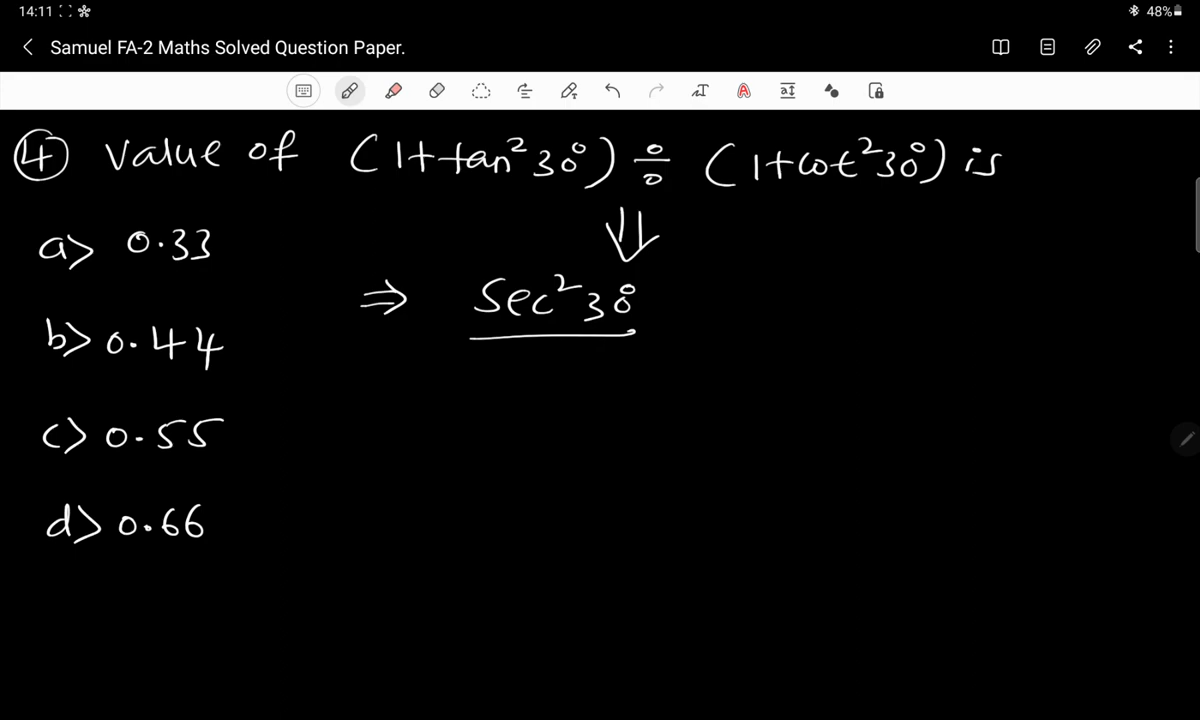 14:11 48%
Samuel FA-2 Maths Solved Question Paper.
④ Value of (1+tan²30°) ÷ (1+cot²30°) is
a> 0.33
⇒ Sec²30°
b> 0.44
c> 0.55
d> 0.66